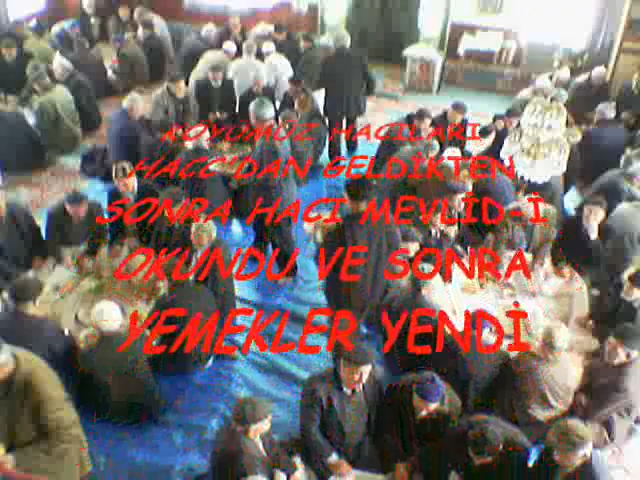 KÖYÜMÜZ HACILARI
HACC'DAN GELDİKTEN
SONRA HACI MEVLİD-İ
OKUNDU VE SONRA
YEMEKLER YENDİ